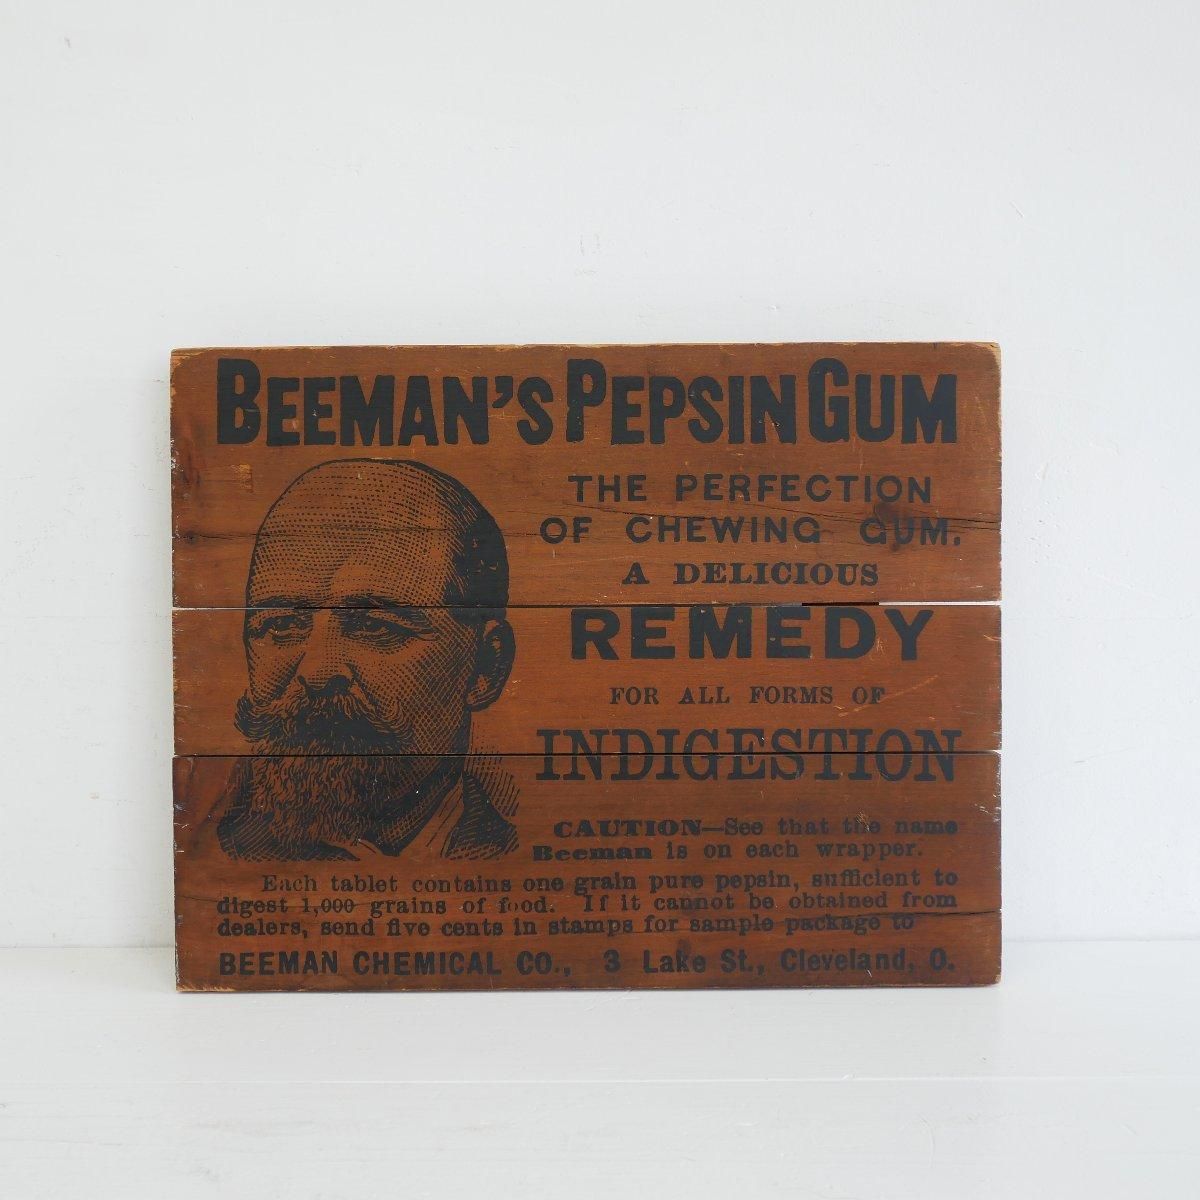 BEEMAN'S PEPSIN GUM
THE PERFECTION
OF CHEWING GUM.
A DELICIOUS
REMEDY
FOR ALL FORMS OF
INDIGESTION
CAUTION—See that the name
Beeman is on each wrapper.
Each tablet contains one grain pure pepsin, sufficient to
digest 1,000 grains of food. If it cannot be obtained from
dealers, send five cents in stamps for sample package to
BEEMAN CHEMICAL CO., 3 Lake St., Cleveland, O.